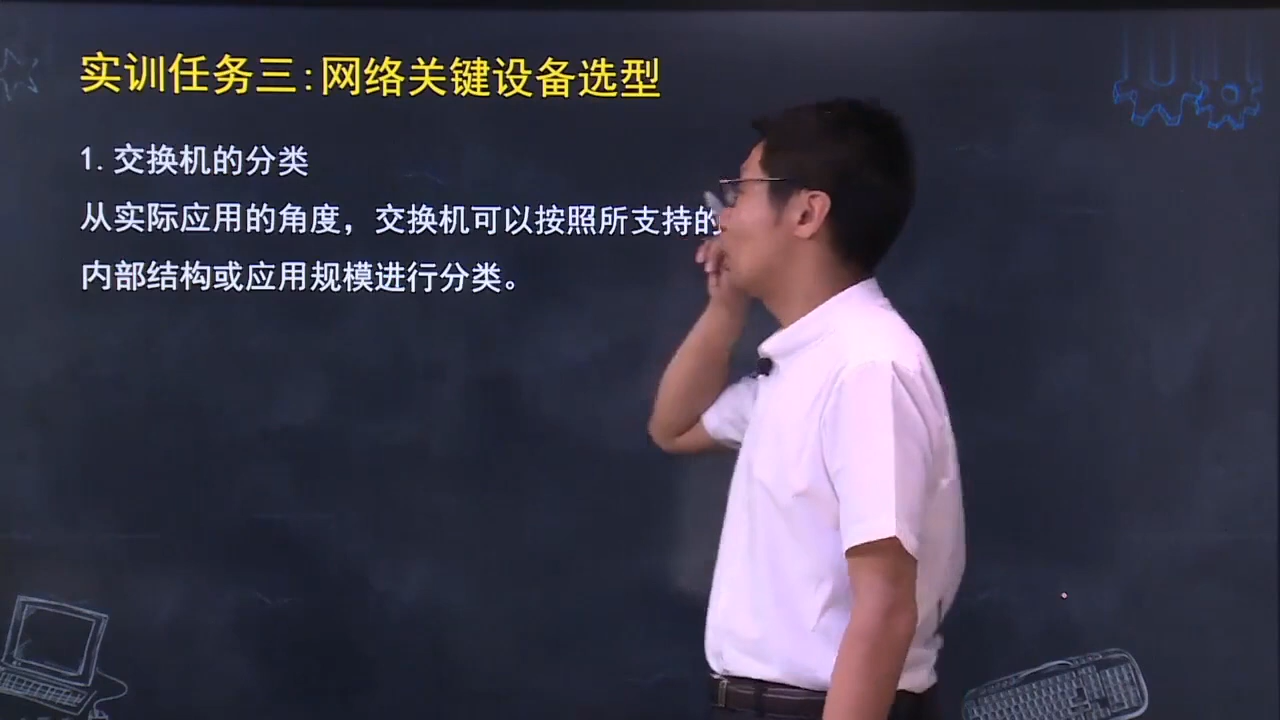 实训任务三:网络关键设备选型
1.交换机的分类
从实际应用的角度，交换机可以按照所支持的
内部结构或应用规模进行分类。